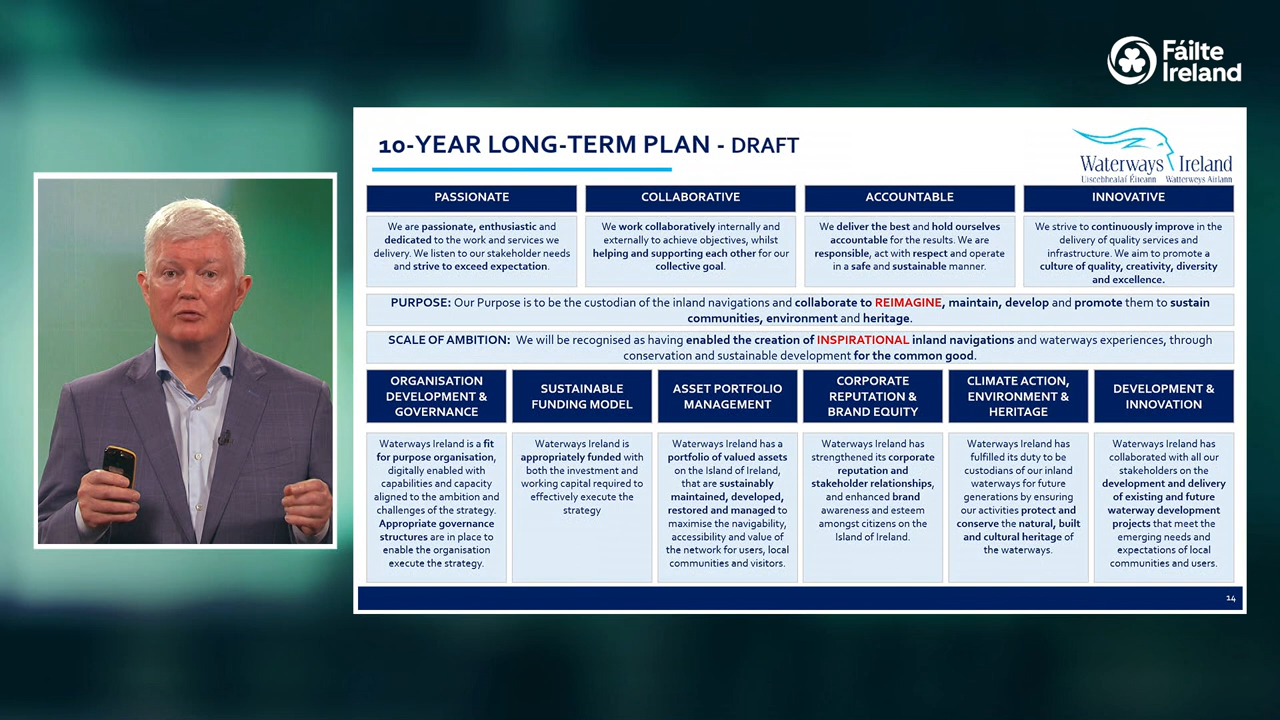 Fáilte
Ireland
10-YEAR LONG-TERM PLAN - DRAFT
Waterways Ireland
Uiscebhealaí Éireann Watterweys Airlann
PASSIONATE
We are passionate, enthusiastic and
dedicated to the work and services we
delivery. We listen to our stakeholder needs
and strive to exceed expectation.
COLLABORATIVE
We work collaboratively internally and
externally to achieve objectives, whilst
helping and supporting each other for our
collective goal.
ACCOUNTABLE
We deliver the best and hold ourselves
accountable for the results. We are
responsible, act with respect and operate
in a safe and sustainable manner.
INNOVATIVE
We strive to continuously improve in the
delivery of quality services and
infrastructure. We aim to promote a
culture of quality, creativity, diversity
and excellence.
PURPOSE: Our Purpose is to be the custodian of the inland navigations and collaborate to REIMAGINE, maintain, develop and promote them to sustain
communities, environment and heritage.
SCALE OF AMBITION: We will be recognised as having enabled the creation of INSPIRATIONAL inland navigations and waterways experiences, through
conservation and sustainable development for the common good.
ORGANISATION
DEVELOPMENT &
GOVERNANCE
Waterways Ireland is a fit
for purpose organisation,
digitally enabled with
capabilities and capacity
aligned to the ambition and
challenges of the strategy.
Appropriate governance
structures are in place to
enable the organisation
execute the strategy.
SUSTAINABLE
FUNDING MODEL
Waterways Ireland is
appropriately funded with
both the investment and
working capital required to
effectively execute the
strategy
ASSET PORTFOLIO
MANAGEMENT
Waterways Ireland has a
portfolio of valued assets
on the Island of Ireland,
that are sustainably
maintained, developed,
restored and managed to
maximise the navigability,
accessibility and value of
the network for users, local
communities and visitors.
CORPORATE
REPUTATION &
BRAND EQUITY
Waterways Ireland has
strengthened its corporate
reputation and
stakeholder relationships,
and enhanced brand
awareness and esteem
amongst citizens on the
Island of Ireland.
CLIMATE ACTION,
ENVIRONMENT &
HERITAGE
Waterways Ireland has
fulfilled its duty to be
custodians of our inland
waterways for future
generations by ensuring
our activities protect and
conserve the natural, built
and cultural heritage of
the waterways.
DEVELOPMENT &
INNOVATION
Waterways Ireland has
collaborated with all our
stakeholders on the
development and delivery
of existing and future
waterway development
projects that meet the
emerging needs and
expectations of local
communities and users.
14